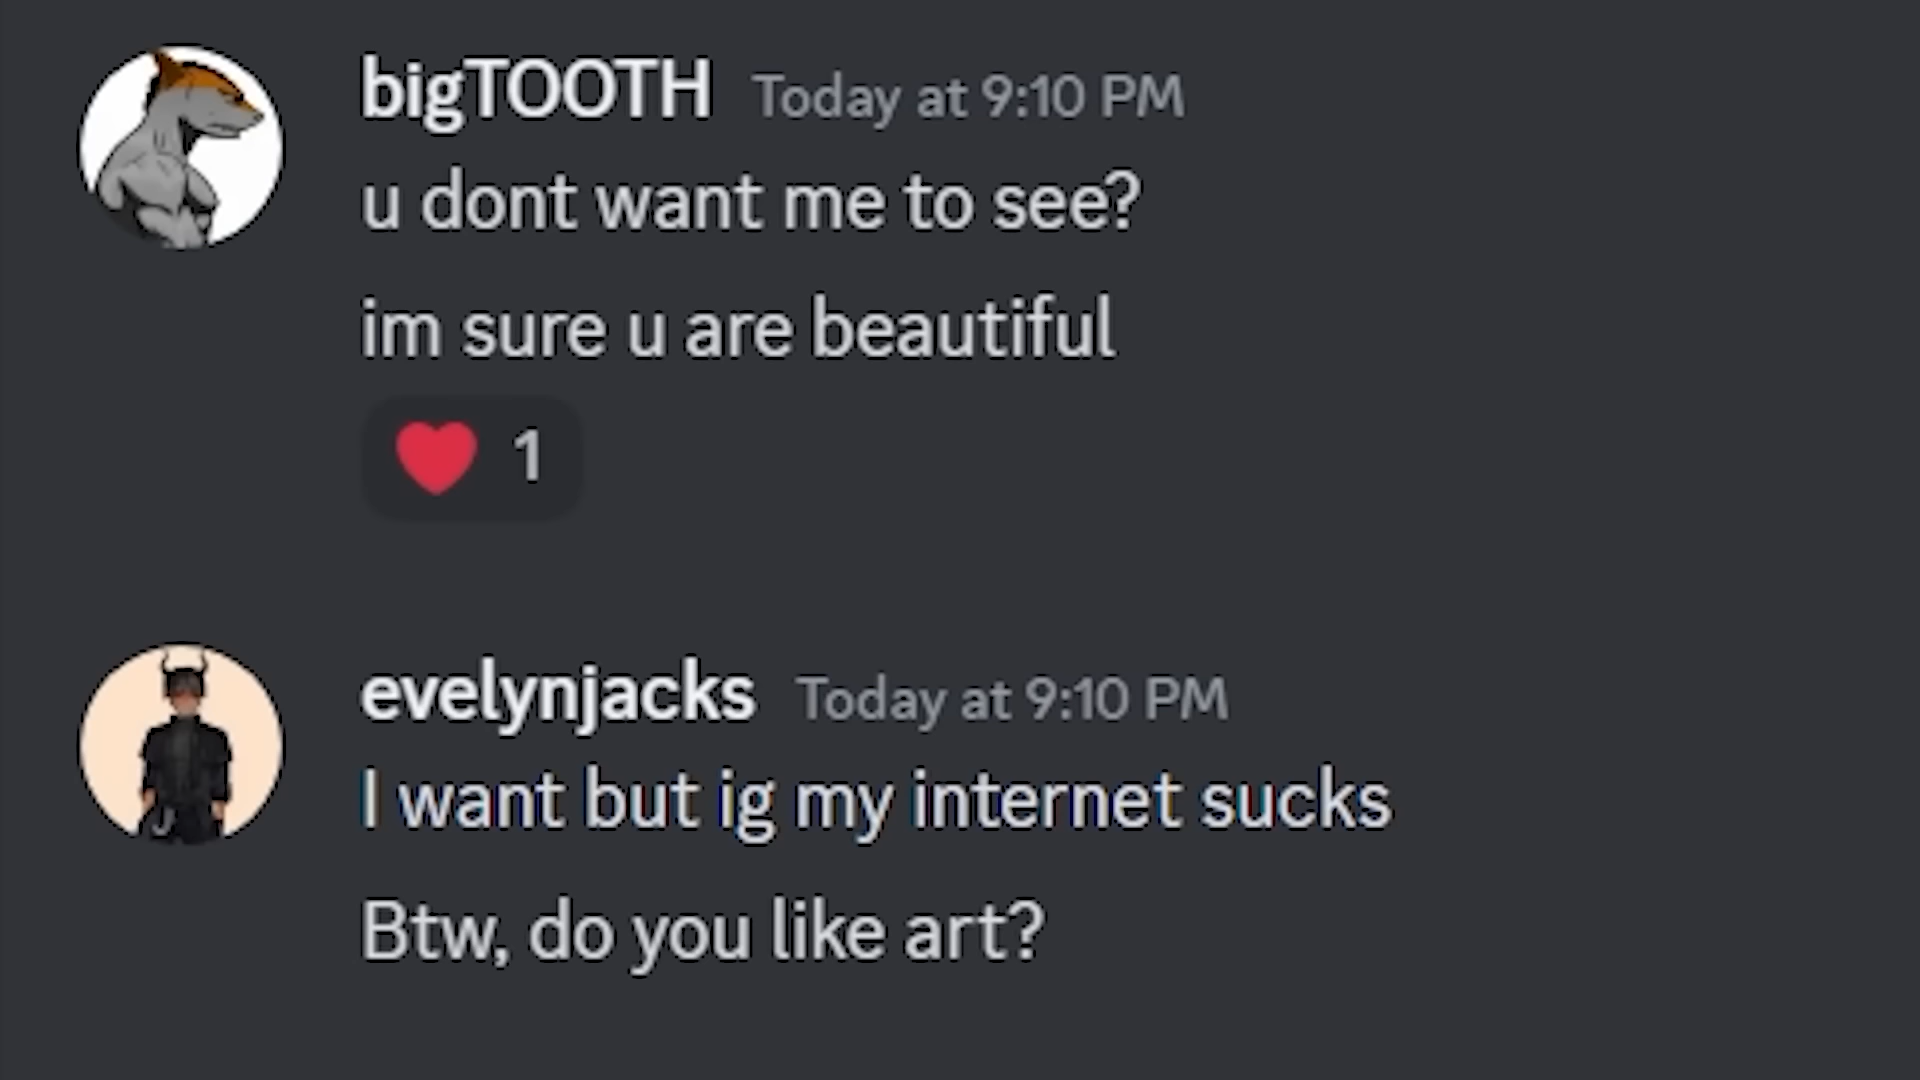 bigTOOTH Today at 9:10 PM
u dont want me to see?
im sure u are beautiful
❤️ 1
evelynjacks Today at 9:10 PM
I want but ig my internet sucks
Btw, do you like art?